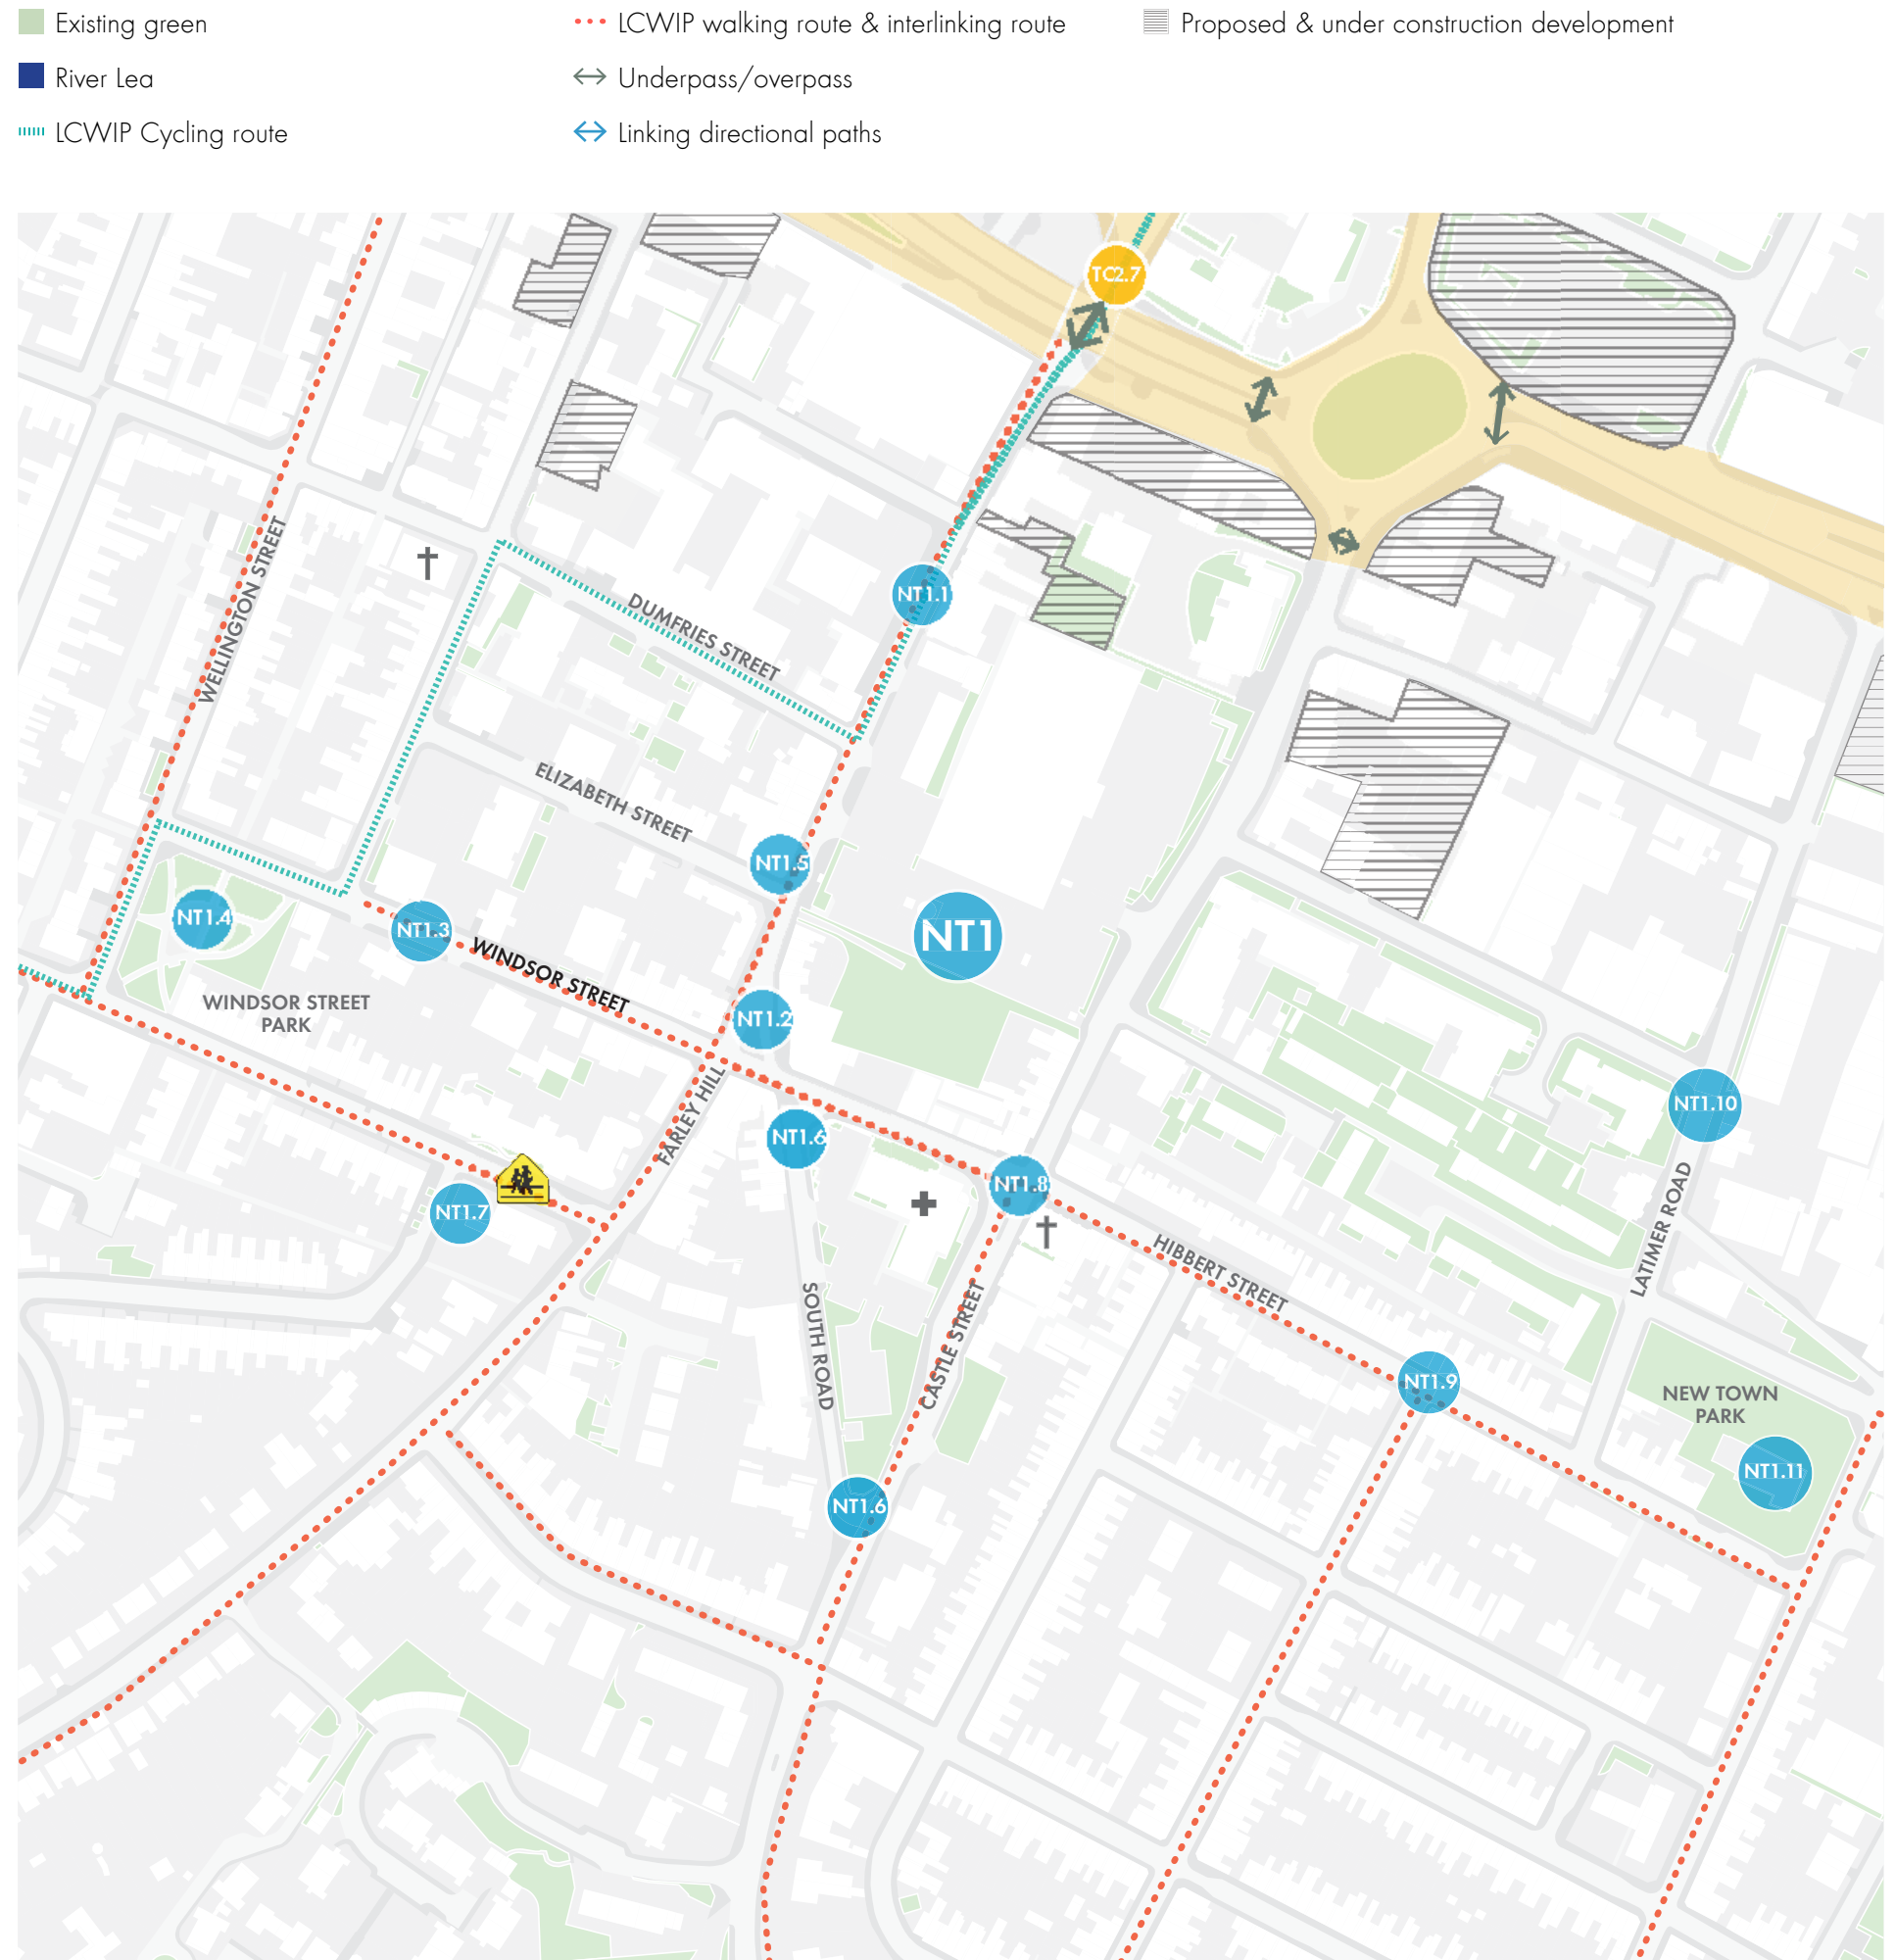 Existing green
LCWIP walking route & interlinking route
Proposed & under construction development
River Lea
Underpass/overpass
LCWIP Cycling route
Linking directional paths
TC2.7
WELLINGTON STREET
DUMFRIES STREET
NT1.1
ELIZABETH STREET
NT1.5
NT1.4
NT1.3
NT1
WINDSOR STREET
WINDSOR STREET
PARK
NT1.2
FARLEY HILL
NT1.6
NT1.10
NT1.8
NT1.7
LATIMER ROAD
HIBBERT STREET
SOUTH ROAD
CASTLE STREET
NT1.9
NEW TOWN
PARK
NT1.11
NT1.6